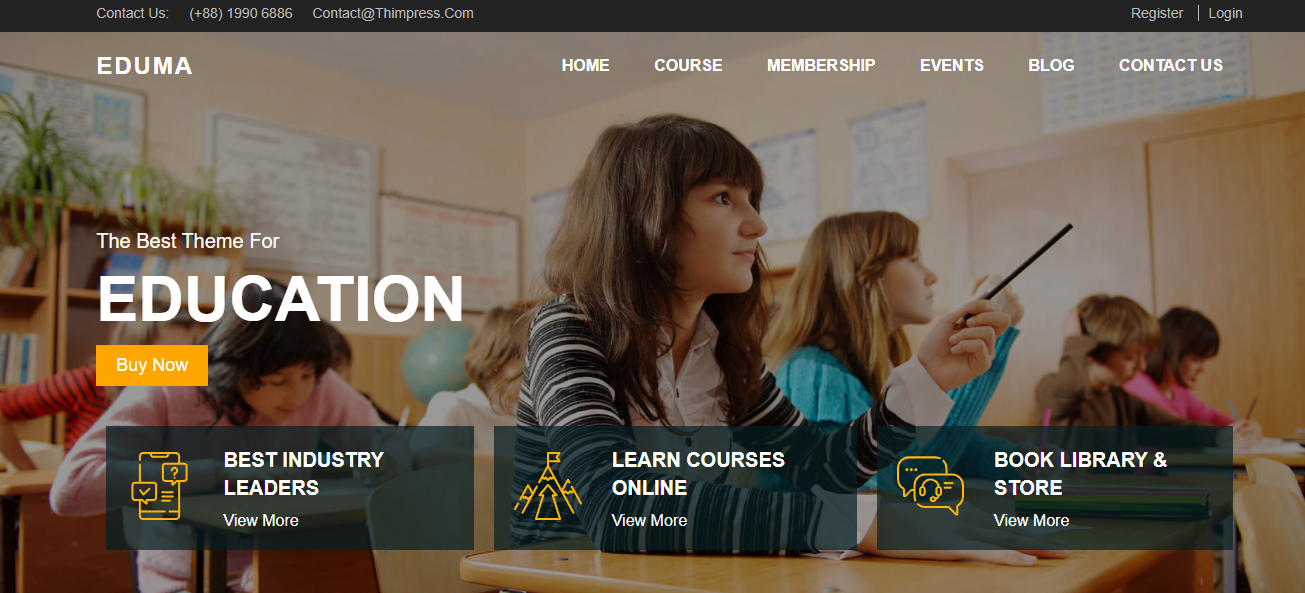 Contact Us: (+88) 1990 6886 Contact@Thimpress.Com Register Login
EDUMA HOME COURSE MEMBERSHIP EVENTS BLOG CONTACT US
The Best Theme For
EDUCATION
Buy Now
BEST INDUSTRY
LEADERS
View More
LEARN COURSES
ONLINE
View More
BOOK LIBRARY &
STORE
View More